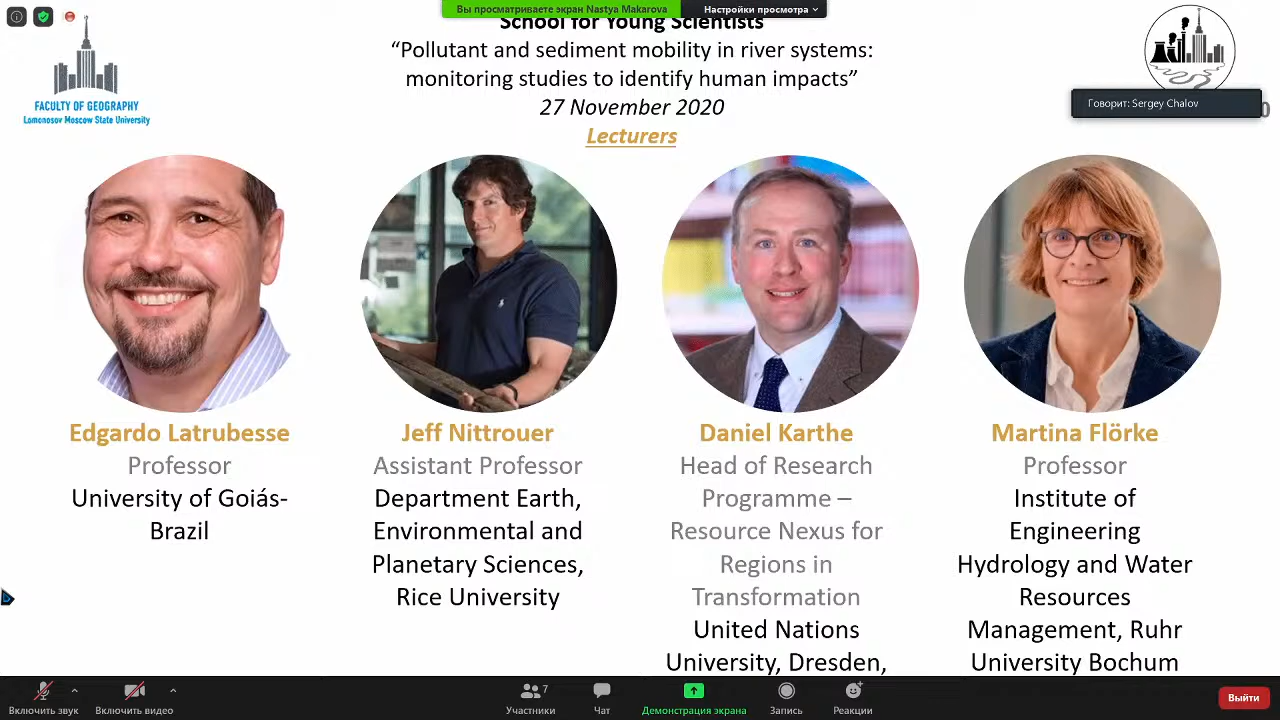 Вы просматриваете экран Nastya Makarova
Настройки просмотра
School for Young Scientists
“Pollutant and sediment mobility in river systems:
monitoring studies to identify human impacts”
27 November 2020
Lecturers
FACULTY OF GEOGRAPHY
Lomonosov Moscow State University
Говорит: Sergey Chalov
0
Edgardo Latrubesse
Professor
University of Goiás-
Brazil
Jeff Nittrouer
Assistant Professor
Department Earth,
Environmental and
Planetary Sciences,
Rice University
Daniel Karthe
Head of Research
Programme –
Resource Nexus for
Regions in
Transformation
United Nations
University, Dresden,
Martina Flörke
Professor
Institute of
Engineering
Hydrology and Water
Resources
Management, Ruhr
University Bochum
Включить звук
Включить видео
7
Участники
Чат
Демонстрация экрана
Запись
Реакции
Выйти